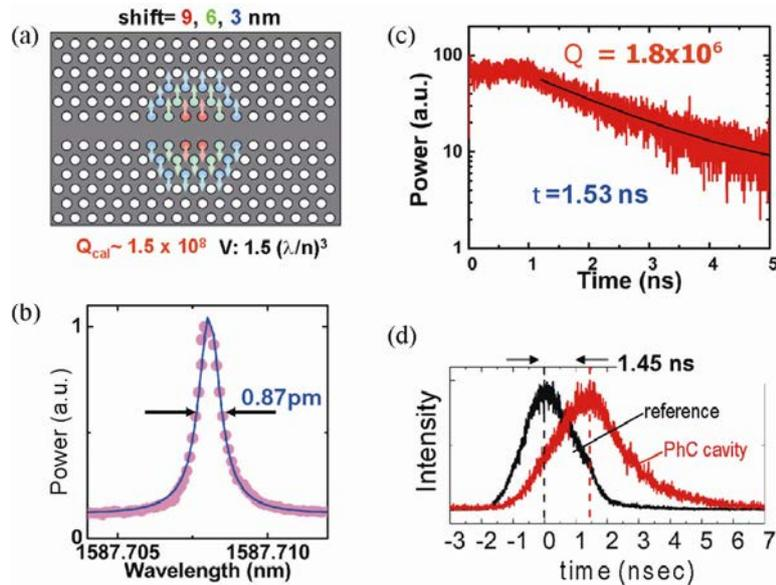 (a)
shift= 9, 6, 3 nm
Q_cal~ 1.5 x 10^8 V: 1.5 (λ/n)^3
(b)
Power (a.u.)
1
0
0.87pm
1587.705 1587.710
Wavelength (nm)
(c)
Power (a.u.)
100
10
1
Q = 1.8x10^6
t=1.53 ns
0 1 2 3 4 5
Time (ns)
(d)
1.45 ns
Intensity
reference
PhC cavity
-3 -2 -1 0 1 2 3 4 5 6 7
time (nsec)